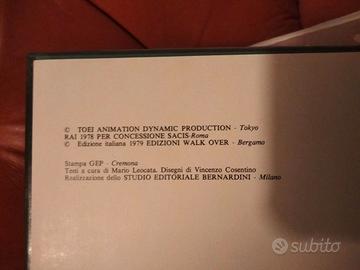 © TOEI ANIMATION DYNAMIC PRODUCTION - Tokyo
RAI 1978 PER CONCESSIONE SACIS-Roma
© Edizione italiana 1979 EDIZIONI WALK OVER - Bergamo
Stampa GEP - Cremona
Testi a cura di Mario Leocata. Disegni di Vincenzo Cosentino
Realizzazione dello STUDIO EDITORIALE BERNARDINI - Milano
subito